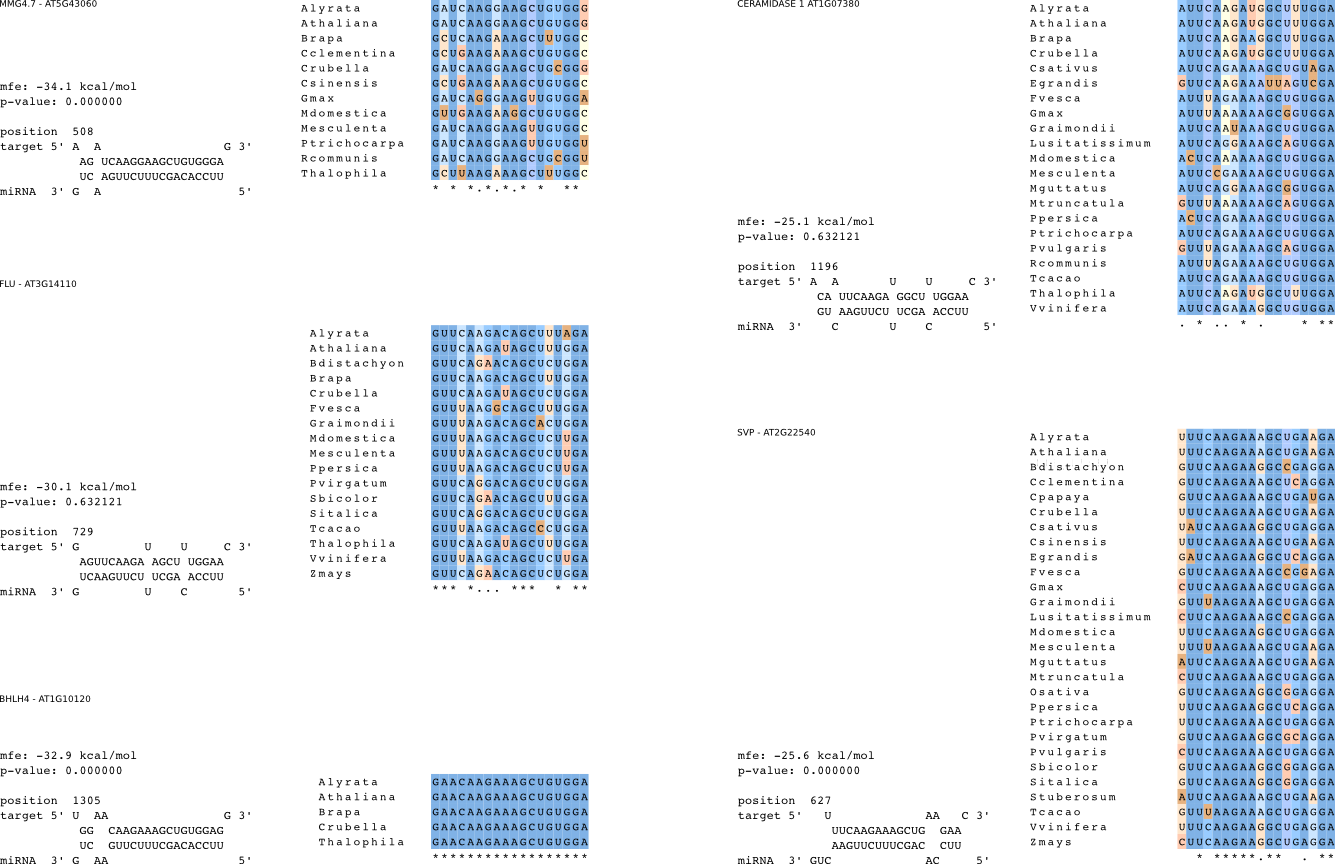 MMG4.7 - AT5G43060
mfe: -34.1 kcal/mol
p-value: 0.000000
position  508
target 5' A  A                 G 3'
           AG UCAAGGAAGCUGUGGGA
           UC AGUUCUUUCGACACCUU
miRNA  3' G  A                   5'
Alyrata GAUCAAGGAAGCUGUGGG
Athaliana GAUCAAGGAAGCUGUGGG
Brapa GCUCAAGAAAGCUUUGGC
Cclementina GCUGAAGAAAGCUGUGGC
Crubella GAUCAAGGAAGCUGCGGG
Csinensis GCUGAAGAAAGCUGUGGC
Gmax GAUCAGGGAAGUUGUGGA
Mdomestica GUUGAAGAAGGCUGUGGC
Mesculenta GAUCAAGGAAGUUGUGGC
Ptrichocarpa GAUCAAGGAAGUUGUGGU
Rcommunis GAUCAAGGAAGCUGCGGU
Thalophila GCUUAAGAAAGCUUUGGC
* * *.*.*.* *  **
FLU - AT3G14110
mfe: -30.1 kcal/mol
p-value: 0.632121
position  729
target 5' G         U    U     C 3'
           AGUUCAAGA AGCU UGGAA
           UCAAGUUCU UCGA ACCUU
miRNA  3' G         U    C       5'
Alyrata GUUCAAGACAGCUUUAGA
Athaliana GUUCAAGAUAGCUUUGGA
Bdistachyon GUUCAGAACAGCUCUGGA
Brapa GUUCAAGACAGCUUUGGA
Crubella GUUCAAGAUAGCUCUGGA
Fvesca GUUUAAGGCAGCUUUGGA
Graimondii GUUUAAGACAGCACUGGA
Mdomestica GUUUAAGACAGCUCUUGA
Mesculenta GUUUAAGACAGCUCUUGA
Ppersica GUUUAAGACAGCUCUUGA
Pvirgatum GUUCAGGACAGCUCUGGA
Sbicolor GUUCAGAACAGCUUUGGA
Sitalica GUUCAGGACAGCUCUGGA
Tcacao GUUUAAGACAGCCCUGGA
Thalophila GUUCAAGAUAGCUUUGGA
Vvinifera GUUUAAGACAGCUCUUGA
Zmays GUUCAGAACAGCUCUGGA
*** *... ***  * **
BHLH4 - AT1G10120
mfe: -32.9 kcal/mol
p-value: 0.000000
position  1305
target 5' U  AA                G 3'
           GG  CAAGAAAGCUGUGGAG
           UC  GUUCUUUCGACACCUU
miRNA  3' G  AA                  5'
Alyrata GAACAAGAAAGCUGUGGA
Athaliana GAACAAGAAAGCUGUGGA
Brapa GAACAAGAAAGCUGUGGA
Crubella GAACAAGAAAGCUGUGGA
Thalophila GAACAAGAAAGCUGUGGA
******************
CERAMIDASE 1 AT1G07380
mfe: -25.1 kcal/mol
p-value: 0.632121
position  1196
target 5' A  A       U    U     C 3'
           CA UUCAAGA GGCU UGGAA
           GU AAGUUCU UCGA ACCUU
miRNA  3'    C       U    C       5'
Alyrata AUUCAAGAUGGCUUUGGA
Athaliana AUUCAAGAUGGCUUUGGA
Brapa AUUCAAGAAGGCUUUGGA
Crubella AUUCAAGAUGGCUUUGGA
Csativus AUUCAGAAAAGCUGUAGA
Egrandis GUUCAAGAAAUUAGUCGA
Fvesca AUUUAGAAAAGCUGUGGA
Gmax AUUUAAAAAAGCGGUGGA
Graimondii AUUCAAUAAAGCUGUGGA
Lusitatissimum AUUCAGGAAAGCAGUGGA
Mdomestica ACUCAAAAAAGCUGUGGA
Mesculenta AUUCCGAAAAGCUGUGGA
Mguttatus AUUCAGGAAAGCGGUGGA
Mtruncatula GUUUAAAAAAGCAGUGGA
Ppersica ACUCAGAAAAGCUGUGGA
Ptrichocarpa AUUCAGAAAAGCUGUGGA
Pvulgaris GUUUAGAAAAGCAGUGGA
Rcommunis AUUUAGAAAAGCUGUGGA
Tcacao AUUCAGAAAAGCUGUGGA
Thalophila AUUCAAGAUGGCUUUGGA
Vvinifera AUUCAGAAAGGCUGUGGA
. * .. * .    * **
SVP - AT2G22540
mfe: -25.6 kcal/mol
p-value: 0.000000
position  627
target 5'   U             AA   C 3'
             UUCAAGAAAGCUG  GAA
             AAGUUCUUUCGAC  CUU
miRNA  3' GUC             AC      5'
Alyrata UUUCAAGAAAGCUGAAGA
Athaliana UUUCAAGAAAGCUGAAGA
Bdistachyon GUUCAAGAAGGCCGAGGA
Cclementina UUUCAAGAAAGCUCAGGA
Cpapaya GUUCAAGAAAGCUGAUGA
Crubella UUUCAAGAAAGCUGAAGA
Csativus UAUCAAGAAGGCUGAGGA
Csinensis UUUCAAGAAAGCUGAAGA
Egrandis GAUCAAGAAGGCUCAGGA
Fvesca GUUCAAGAAAGCCGGAGA
Gmax CUUCAAGAAAGCUGAGGA
Graimondii GUUUAAGAAAGCUGAGGA
Lusitatissimum CUUCAAGAAAGCCGAGGA
Mdomestica UUUCAAGAAGGCUGAGGA
Mesculenta UUUUAAGAAAGCUGAAGA
Mguttatus AUUCAAGAAAGCUGAAGA
Mtruncatula CUUCAAGAAAGCUGAGGA
Osativa GUUCAAGAAGGCGGAGGA
Ppersica UUUCAAGAAGGCUCAGGA
Ptrichocarpa UUUCAAGAAAGCUGAGGA
Pvirgatum GUUCAAGAAGGCGCAGGA
Pvulgaris CUUCAAGAAAGCUGAGGA
Sbicolor GUUCAAGAAGGCGGAGGA
Sitalica GUUCAAGAAGGCGGAGGA
Stuberosum AUUCAAGAAAGCUGAAGA
Tcacao GUUUAAGAAAGCUGAGGA
Vvinifera UUUCAAGAAGGCUGAGGA
Zmays CUUCAAGAAAGCUGAGGA
* *****.**  . **